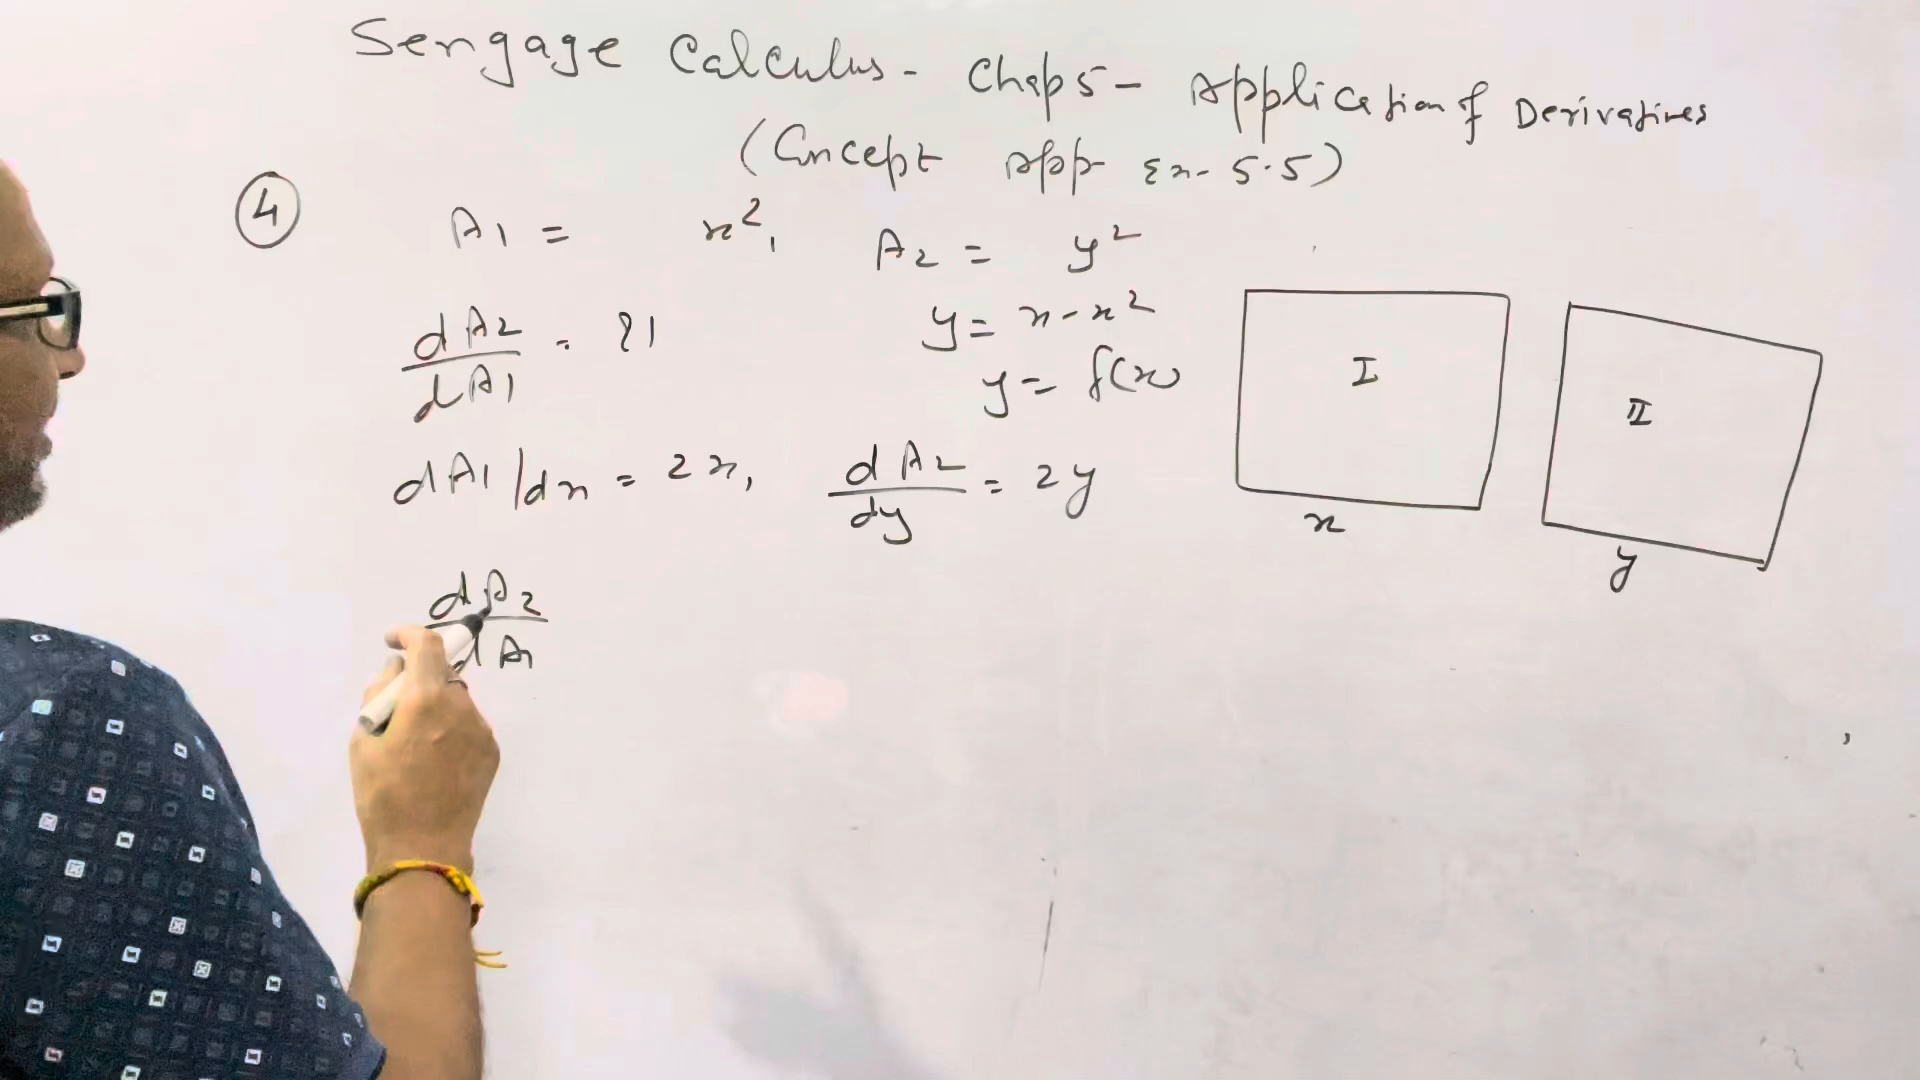 Sengage Calculus - Chap 5 - Application of Derivatives
(Concept App Ex - 5.5)
4
A1 = x², A2 = y²
dA2/dA1 = ?
y = x - x²
y = f(x)
I
II
dA1/dx = 2x, dA2/dy = 2y
x
y
dA2/dA1